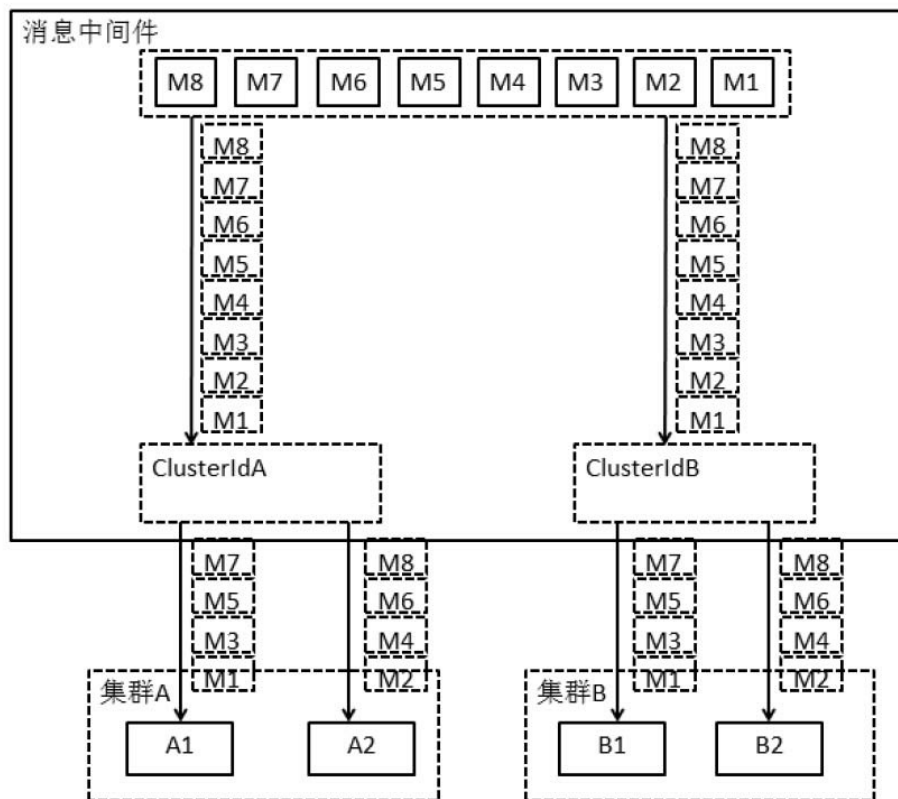 消息中间件
M8 M7 M6 M5 M4 M3 M2 M1
M8 M8
M7 M7
M6 M6
M5 M5
M4 M4
M3 M3
M2 M2
M1 M1
ClusterIdA ClusterIdB
M7 M8 M7 M8
M5 M6 M5 M6
M3 M4 M3 M4
M1 M2 M1 M2
集群A 集群B
A1 A2 B1 B2